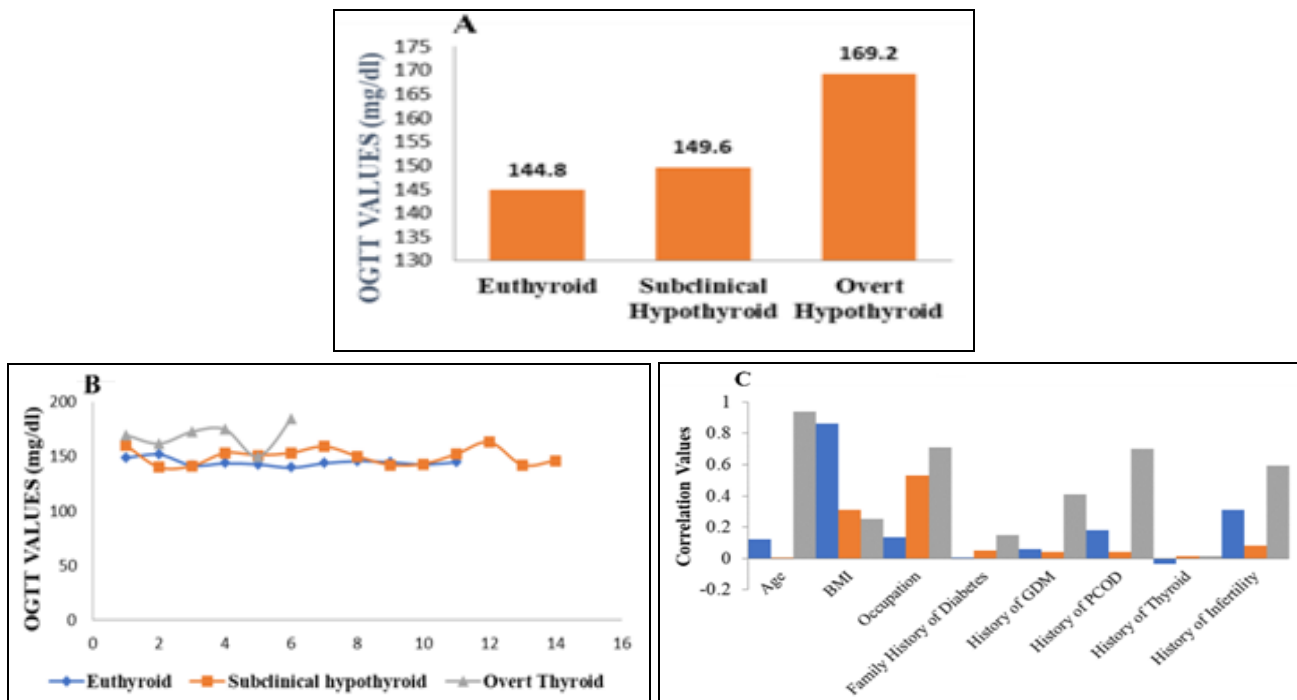 A
OGTT VALUES (mg/dl)
175
170
165
160
155
150
145
140
135
130
144.8
149.6
169.2
Euthyroid
Subclinical
Hypothyroid
Overt
Hypothyroid
B
OGTT VALUES (mg/dl)
200
150
100
50
0
0 2 4 6 8 10 12 14 16
Euthyroid Subclinical hypothyroid Overt Thyroid
C
Correlation Values
1
0.8
0.6
0.4
0.2
0
-0.2
Age
BMI
Occupation
Family History of Diabetes
History of GDM
History of PCOD
History of Thyroid
History of Infertility